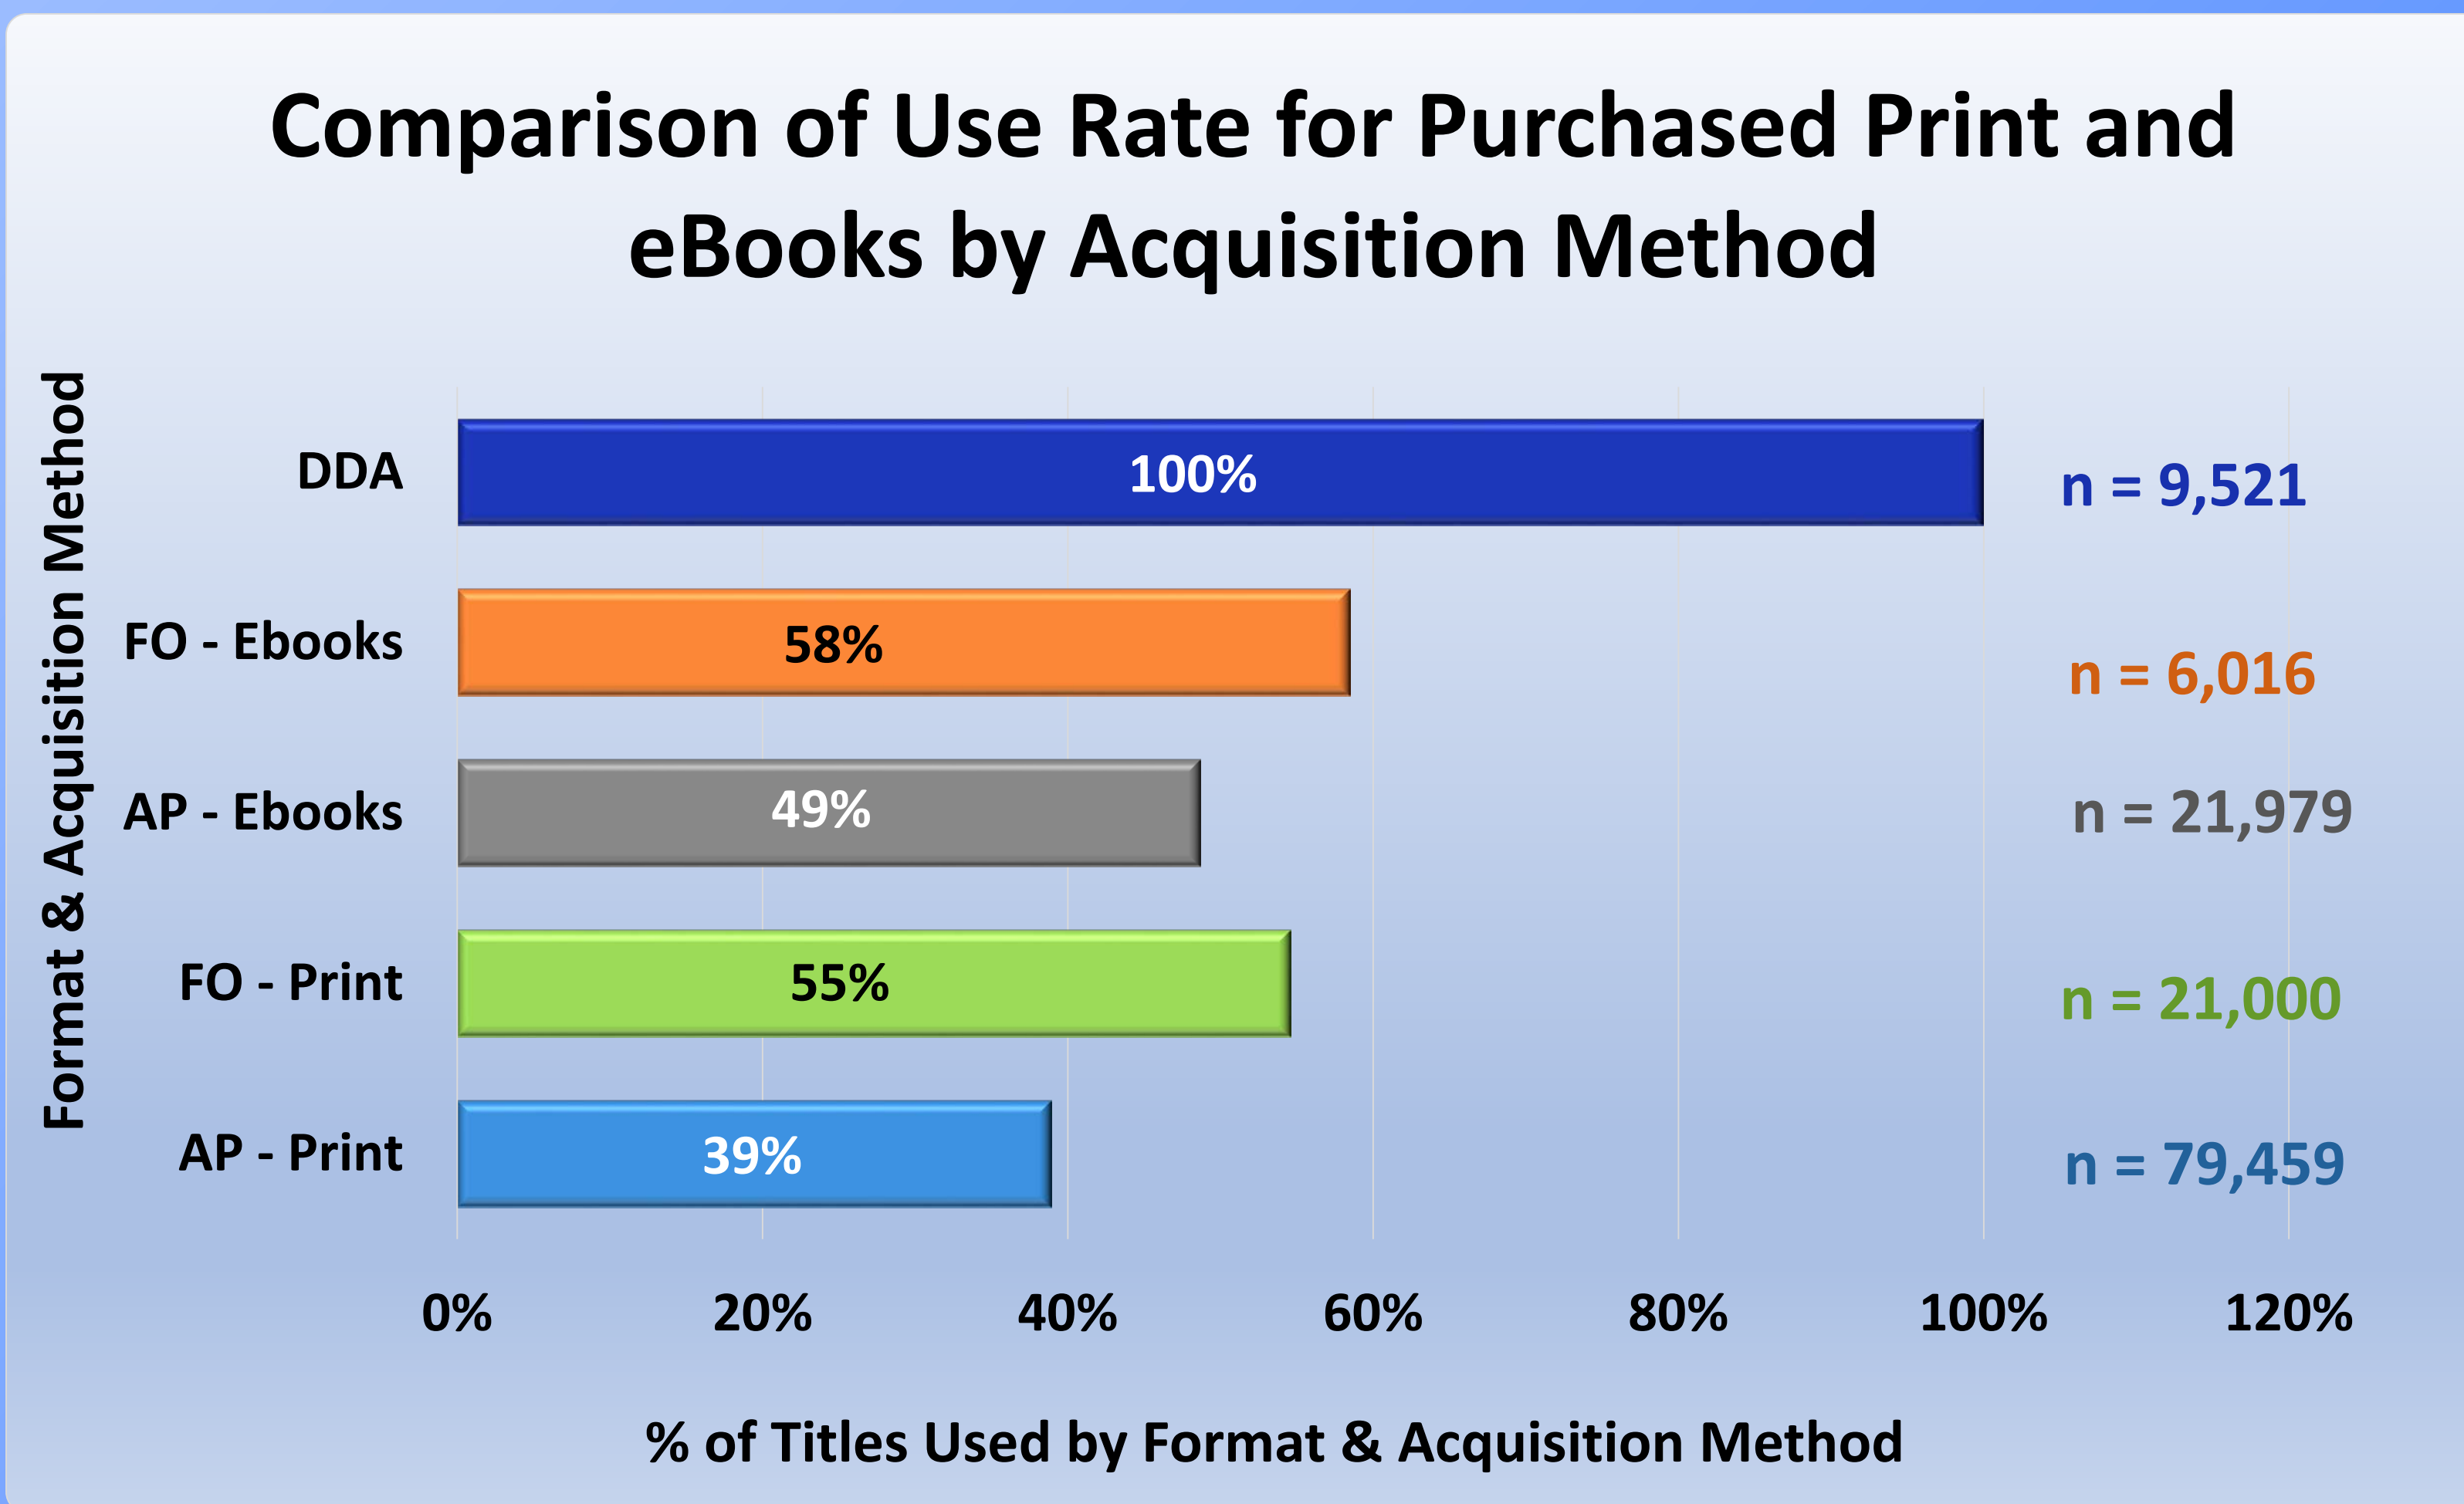 Comparison of Use Rate for Purchased Print and
eBooks by Acquisition Method
Format & Acquisition Method
DDA
100%
n = 9,521
FO - Ebooks
58%
n = 6,016
AP - Ebooks
49%
n = 21,979
FO - Print
55%
n = 21,000
AP - Print
39%
n = 79,459
0% 20% 40% 60% 80% 100% 120%
% of Titles Used by Format & Acquisition Method